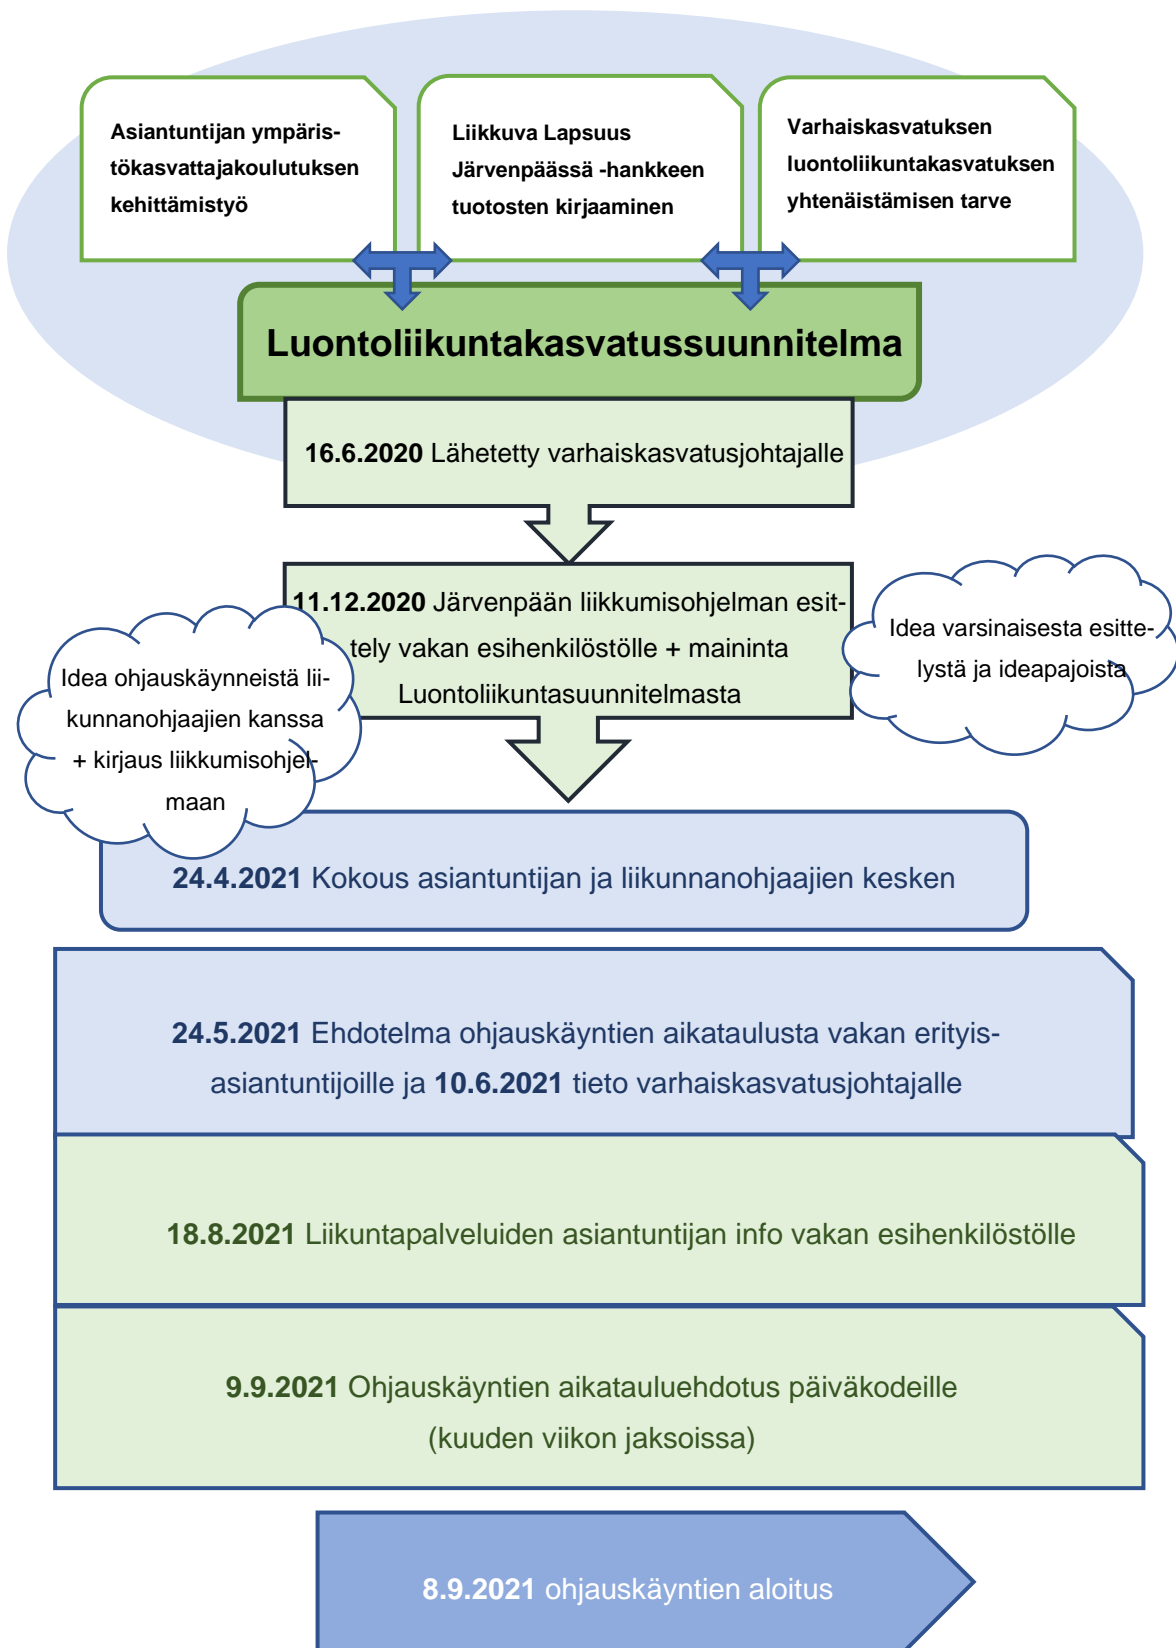 Asiantuntijan ympäris-
tökasvattajakoulutuksen
kehittämistyö
Liikkuva Lapsuus
Järvenpäässä -hankkeen
tuotosten kirjaaminen
Varhaiskasvatuksen
luontoliikuntakasvatuksen
yhtenäistämisen tarve
Luontoliikuntakasvatussuunnitelma
16.6.2020 Lähetetty varhaiskasvatusjohtajalle
11.12.2020 Järvenpään liikkumisohjelman esit-
tely vakan esihenkilöstölle + maininta
Luontoliikuntasuunnitelmasta
Idea varsinaisesta esitte-
lystä ja ideapajoista
Idea ohjauskäynneistä lii-
kunnanohjaajien kanssa
+ kirjaus liikkumisohjel-
maan
24.4.2021 Kokous asiantuntijan ja liikunnanohjaajien kesken
24.5.2021 Ehdotelma ohjauskäyntien aikataulusta vakan erityis-
asiantuntijoille ja 10.6.2021 tieto varhaiskasvatusjohtajalle
18.8.2021 Liikuntapalveluiden asiantuntijan info vakan esihenkilöstölle
9.9.2021 Ohjauskäyntien aikatauluehdotus päiväkodeille
(kuuden viikon jaksoissa)
8.9.2021 ohjauskäyntien aloitus